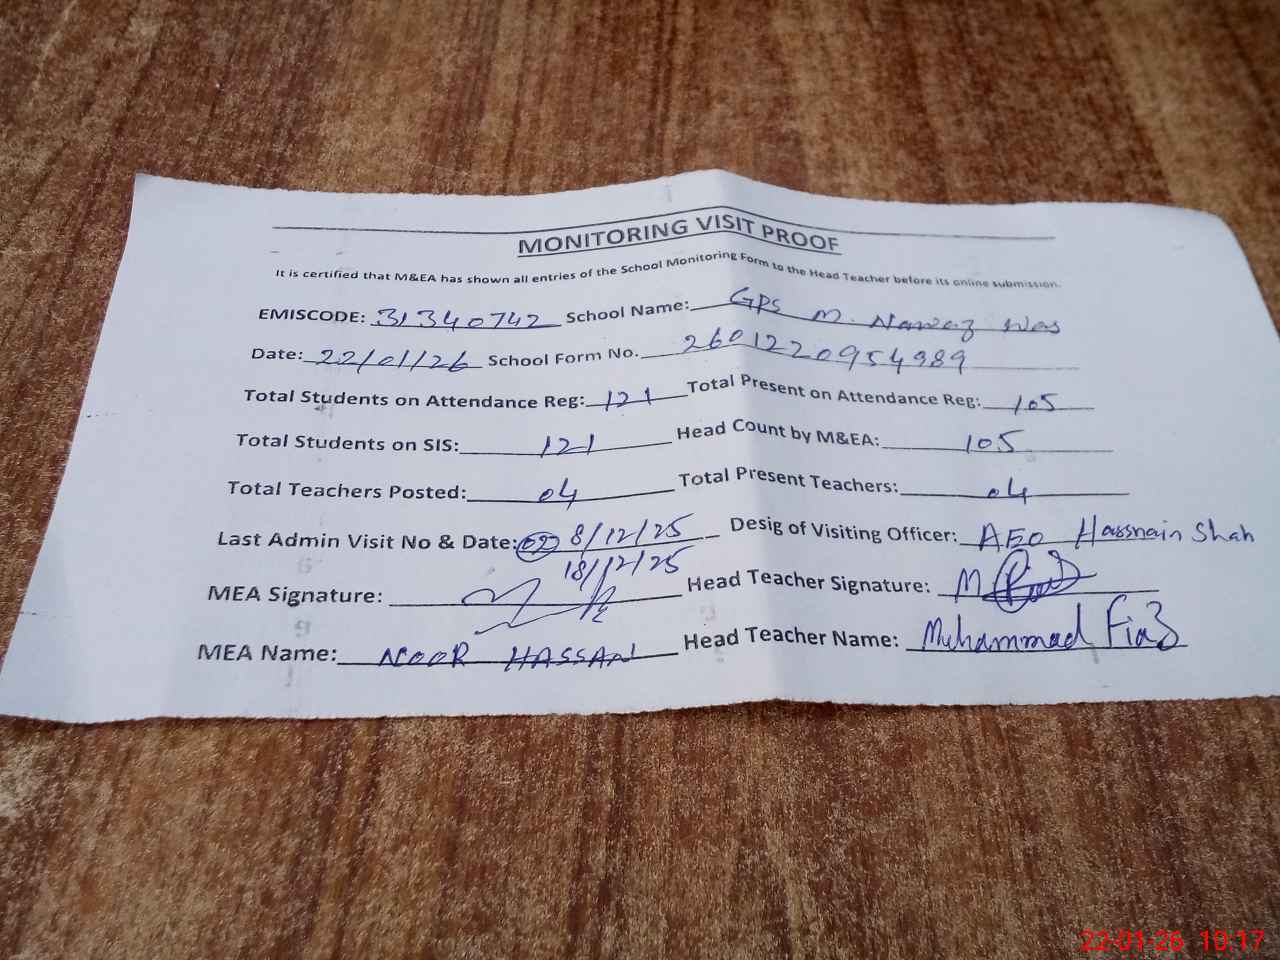 MONITORING VISIT PROOF
It is certified that M&EA has shown all entries of the School Monitoring Form to the Head Teacher before its online submission.
EMISCODE: 31340742 School Name: GPS M. Nawaz Was
Date: 22/01/26 School Form No. 2601220954989
Total Students on Attendance Reg: 121 Total Present on Attendance Reg: 105
Total Students on SIS: 121 Head Count by M&EA: 105
Total Teachers Posted: 04 Total Present Teachers: 04
Last Admin Visit No & Date: 02 8/12/25 Desig of Visiting Officer: AEO Hassnain Shah
18/12/25
MEA Signature: Head Teacher Signature:
MEA Name: NOOR HASSAN Head Teacher Name: Muhammad Fiaz
22-01-26 10:17